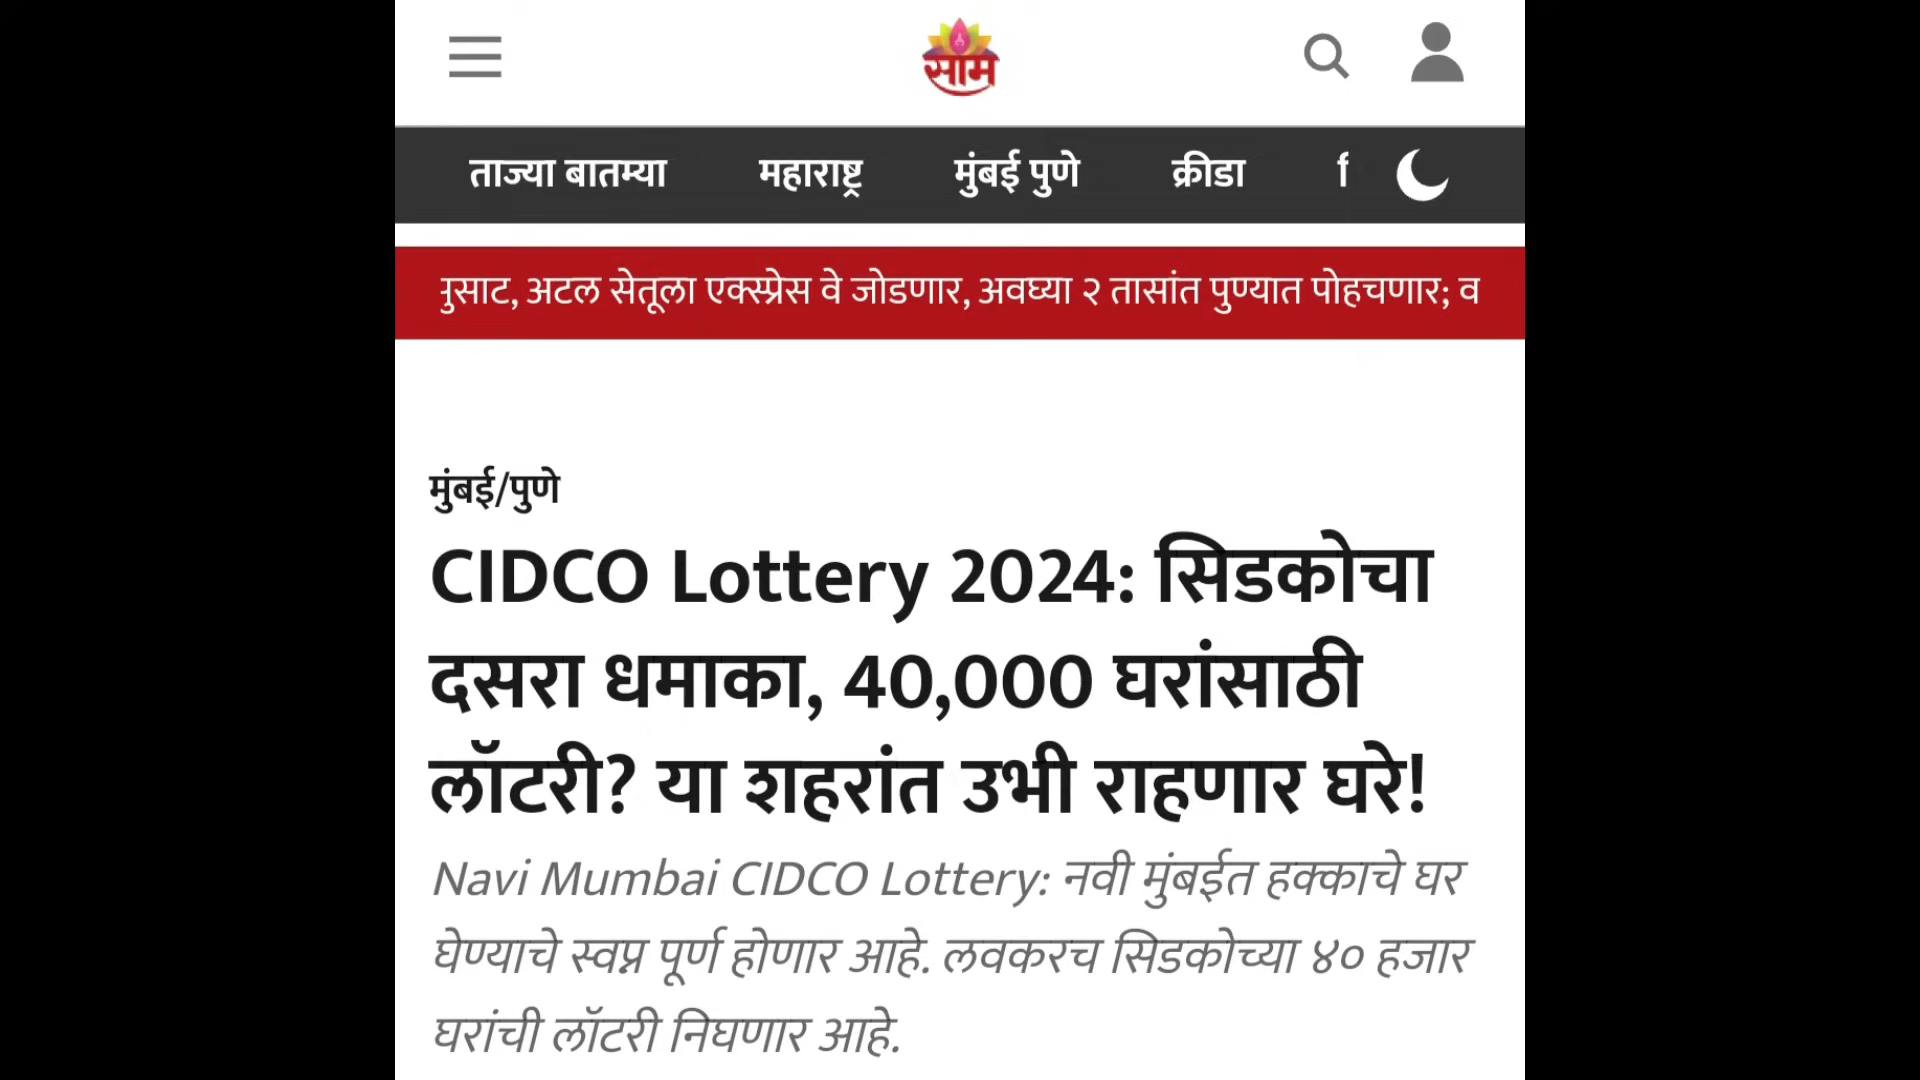 साम
ताज्या बातम्या महाराष्ट्र मुंबई पुणे क्रीडा
अटल सेतूला एक्स्प्रेस वे जोडणार, अवघ्या २ तासांत पुण्यात पोहचणार; व
मुंबई/पुणे
CIDCO Lottery 2024: सिडकोचा
दसरा धमाका, 40,000 घरांसाठी
लॉटरी? या शहरांत उभी राहणार घरे!
Navi Mumbai CIDCO Lottery: नवी मुंबईत हक्काचे घर
घेण्याचे स्वप्न पूर्ण होणार आहे. लवकरच सिडकोच्या ४० हजार
घरांची लॉटरी निघणार आहे.